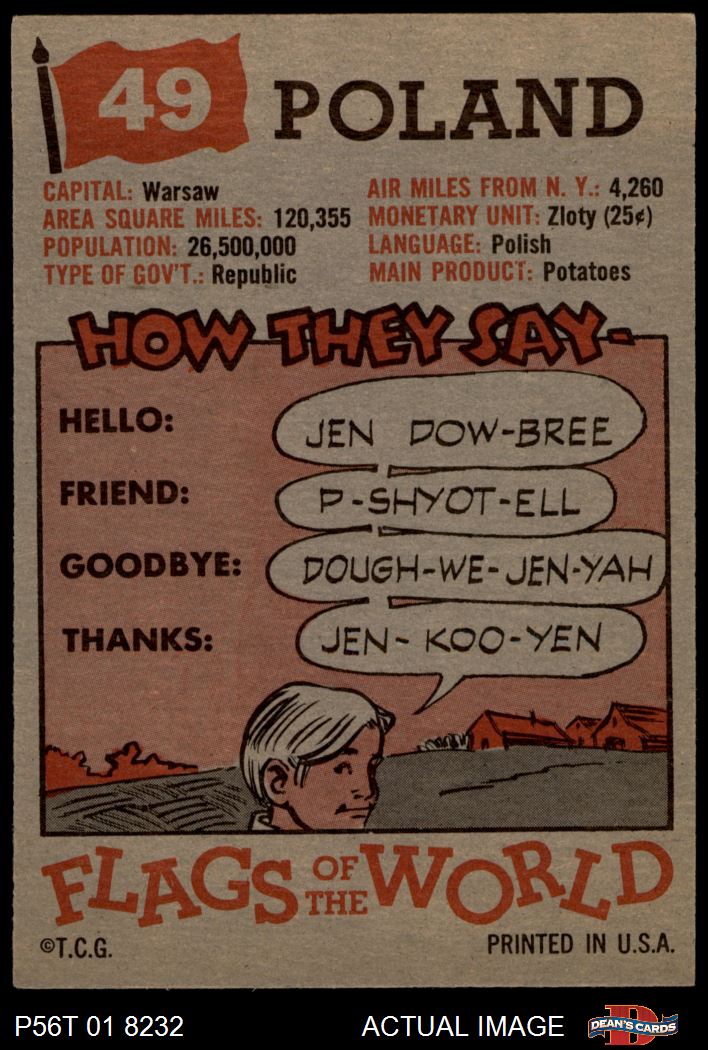 49 POLAND
CAPITAL: Warsaw
AREA SQUARE MILES: 120,355
POPULATION: 26,500,000
TYPE OF GOV'T.: Republic
AIR MILES FROM N. Y.: 4,260
MONETARY UNIT: Zloty (25¢)
LANGUAGE: Polish
MAIN PRODUCT: Potatoes
HOW THEY SAY-
HELLO: JEN DOW-BREE
FRIEND: P-SHYOT-ELL
GOODBYE: DOUGH-WE-JEN-YAH
THANKS: JEN-KOO-YEN
FLAGS OF THE WORLD
©T.C.G. PRINTED IN U.S.A.
P56T 01 8232 ACTUAL IMAGE D DEAN'S CARDS